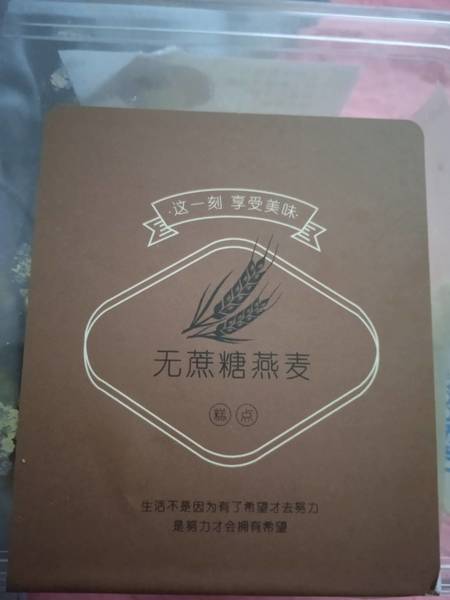 ·这一刻 享受美味·
无蔗糖燕麦
糕点
生活不是因为有了希望才去努力
是努力才会拥有希望